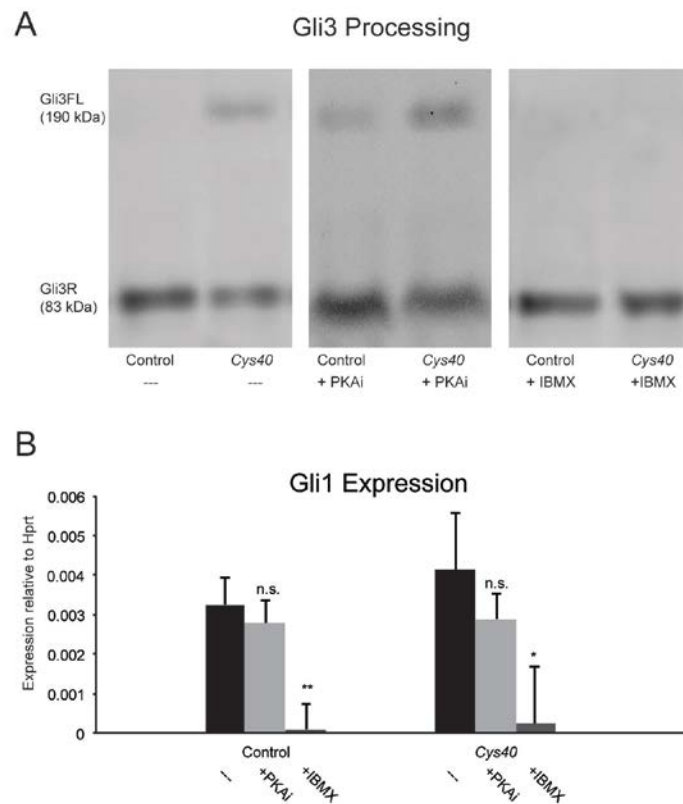 A
Gli3 Processing
Gli3FL
(190 kDa)
Gli3R
(83 kDa)
Control Cys40 Control Cys40 Control Cys40
--- --- + PKAi + PKAi + IBMX +IBMX
B
Gli1 Expression
Expression relative to Hprt
0.006
0.005
0.004
0.003
0.002
0.001
0
n.s.
**
n.s.
*
Control Cys40
--- +PKAi +IBMX --- +PKAi +IBMX